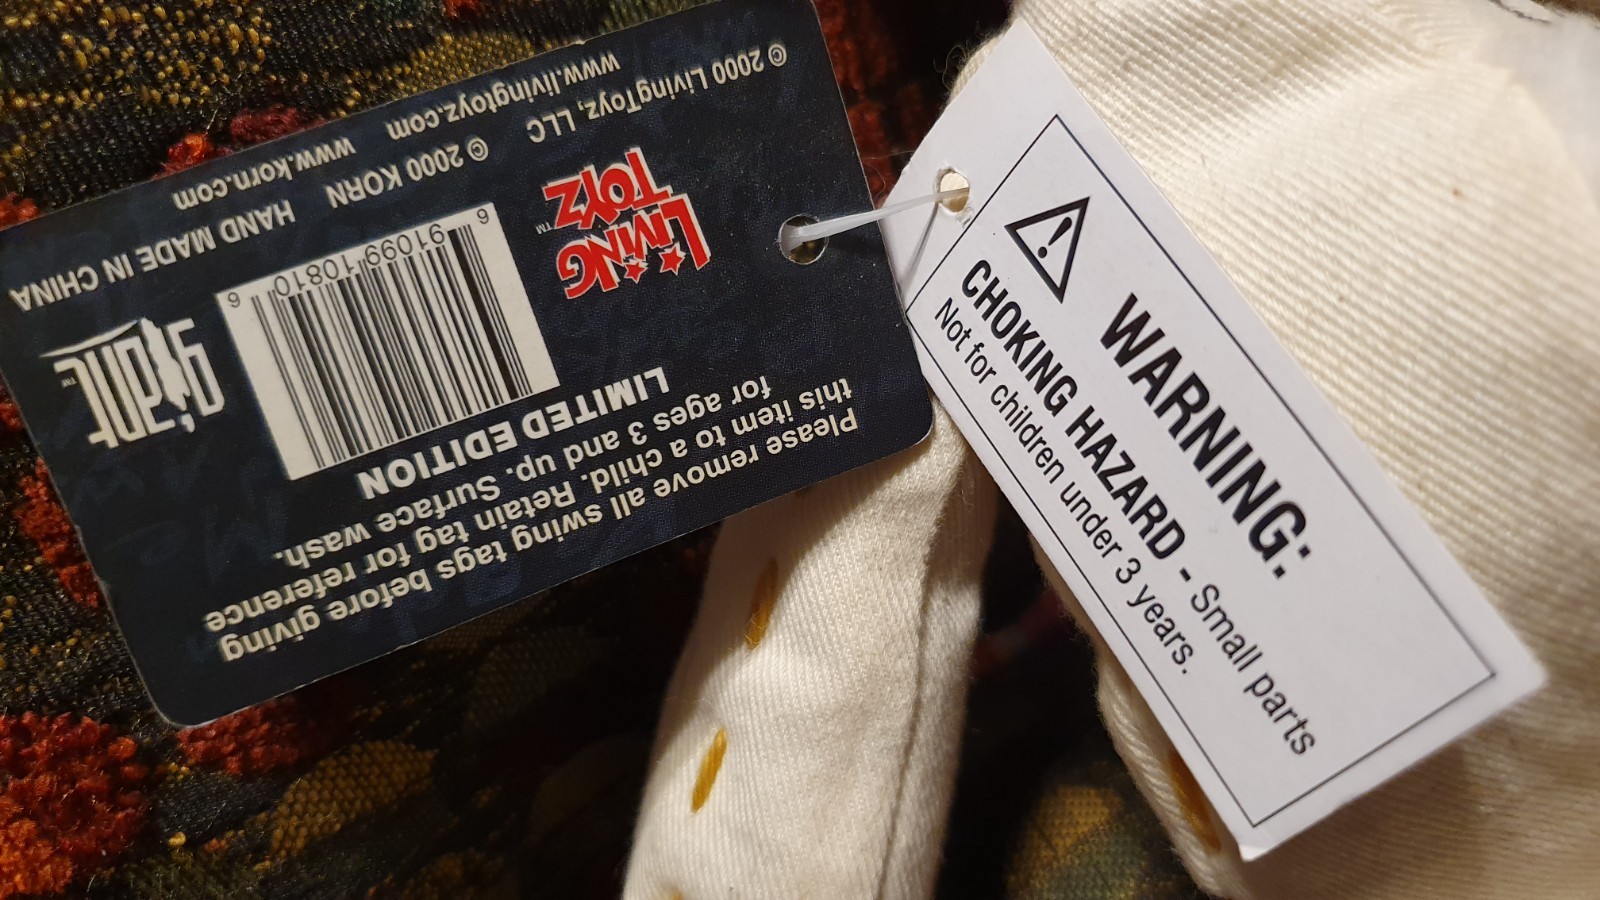 Please remove all swing tags before giving
this item to a child. Retain tag for reference
for ages 3 and up. Surface wash.
LIMITED EDITION
LIVING
TOYZ™
6 91099 10810 6
giant™
© 2000 LivingToyz, LLC © 2000 KORN HAND MADE IN CHINA
www.livingtoyz.com www.korn.com
WARNING:
CHOKING HAZARD - Small parts
Not for children under 3 years.